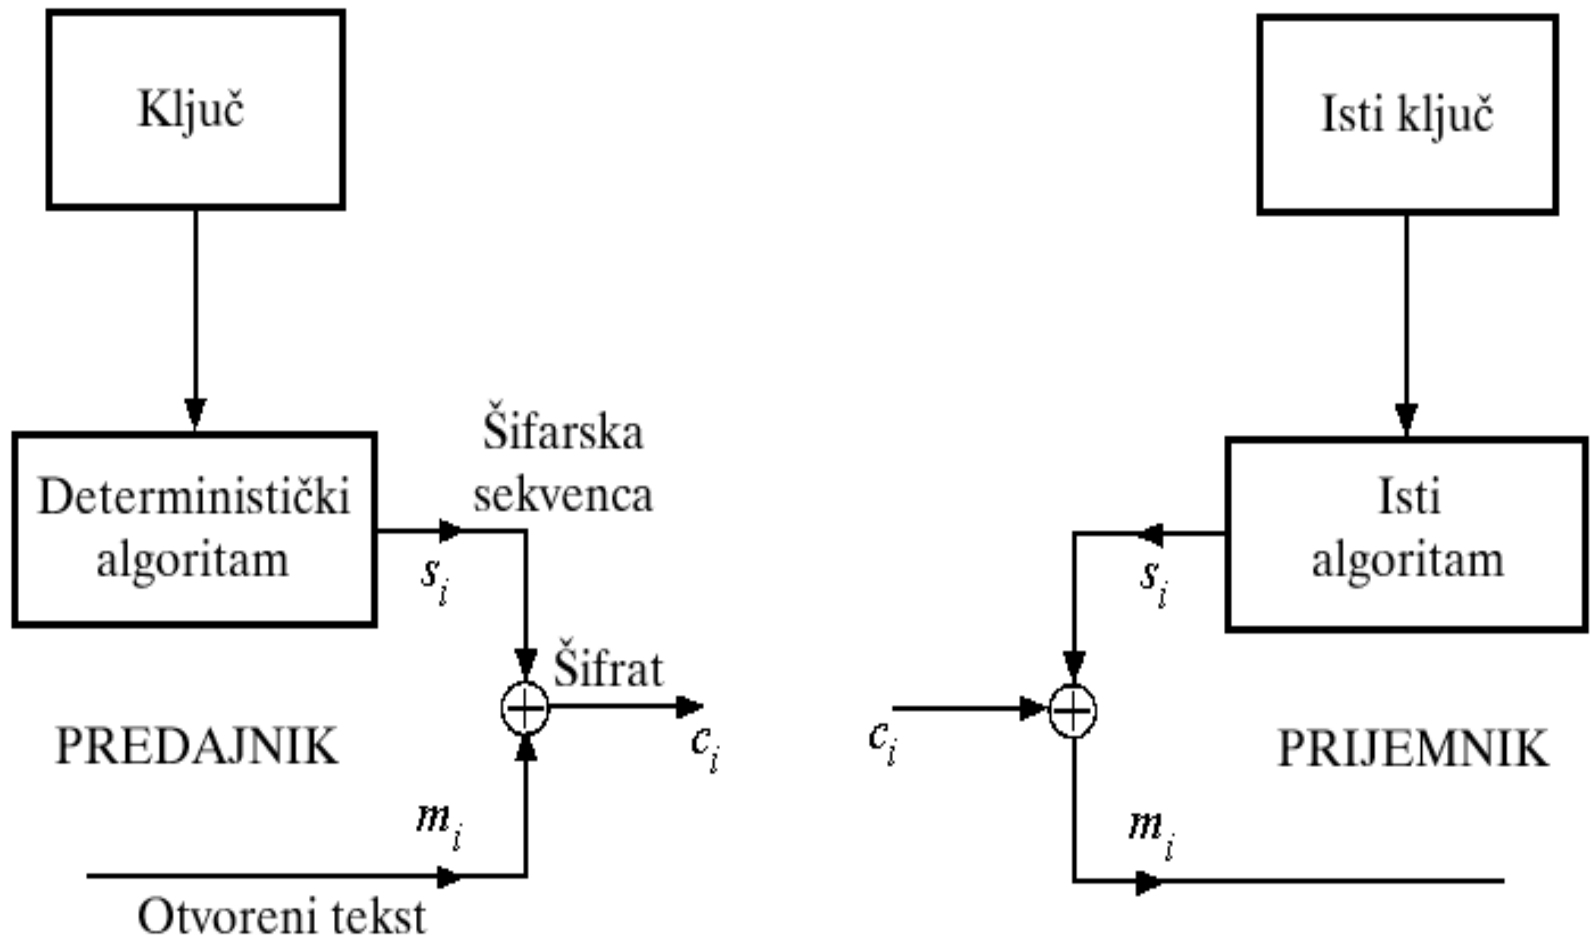 Ključ
Isti ključ
Deterministički
algoritam
Šifarska
sekvenca
s_i
Isti
algoritam
s_i
Šifrat
c_i
c_i
PREDAJNIK
PRIJEMNIK
m_i
m_i
Otvoreni tekst